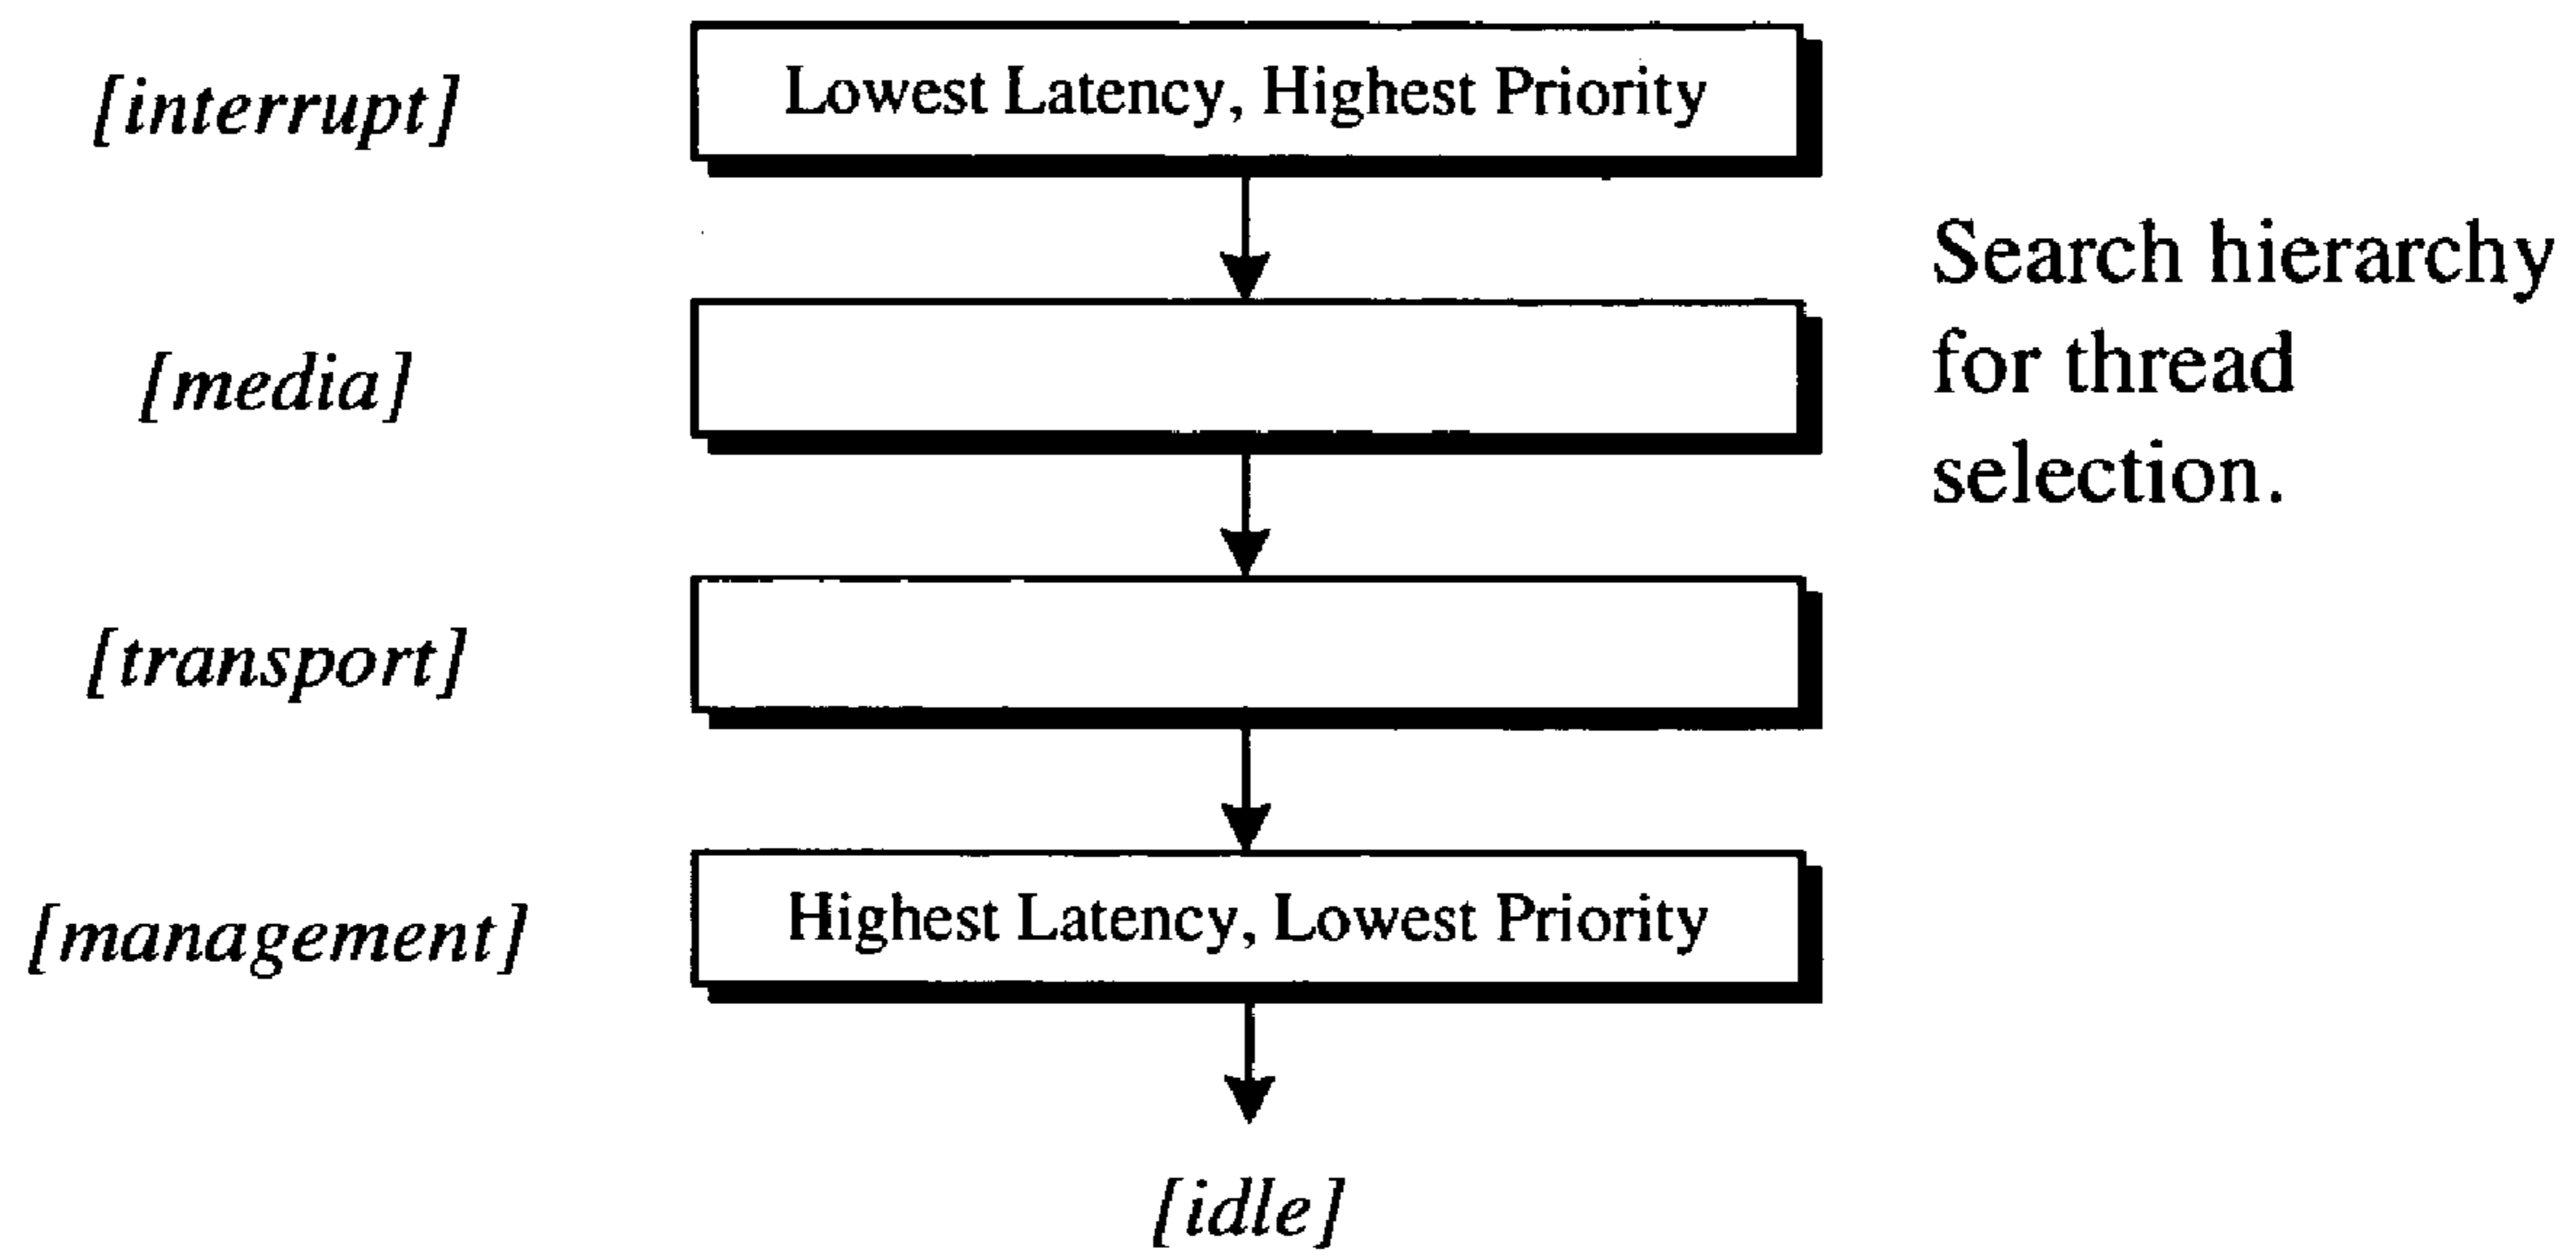 [interrupt]
Lowest Latency, Highest Priority
Search hierarchy
for thread
selection.
[media]
[transport]
[management]
Highest Latency, Lowest Priority
[idle]